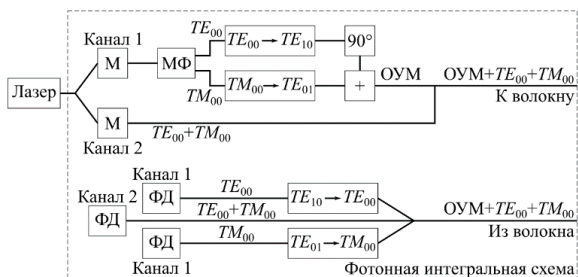 Канал 1
TE00
TE00→TE10
90°
М
МФ
Лазер
TM00
TM00→TE01
+
ОУМ
ОУМ+TE00+TM00
К волокну
М
TE00+TM00
Канал 2
Канал 1
Канал 2
ФД
TE00
TE10→TE00
ФД
TE00+TM00
ОУМ+TE00+TM00
Из волокна
ФД
TM00
TE01→TM00
Канал 1
Фотонная интегральная схема